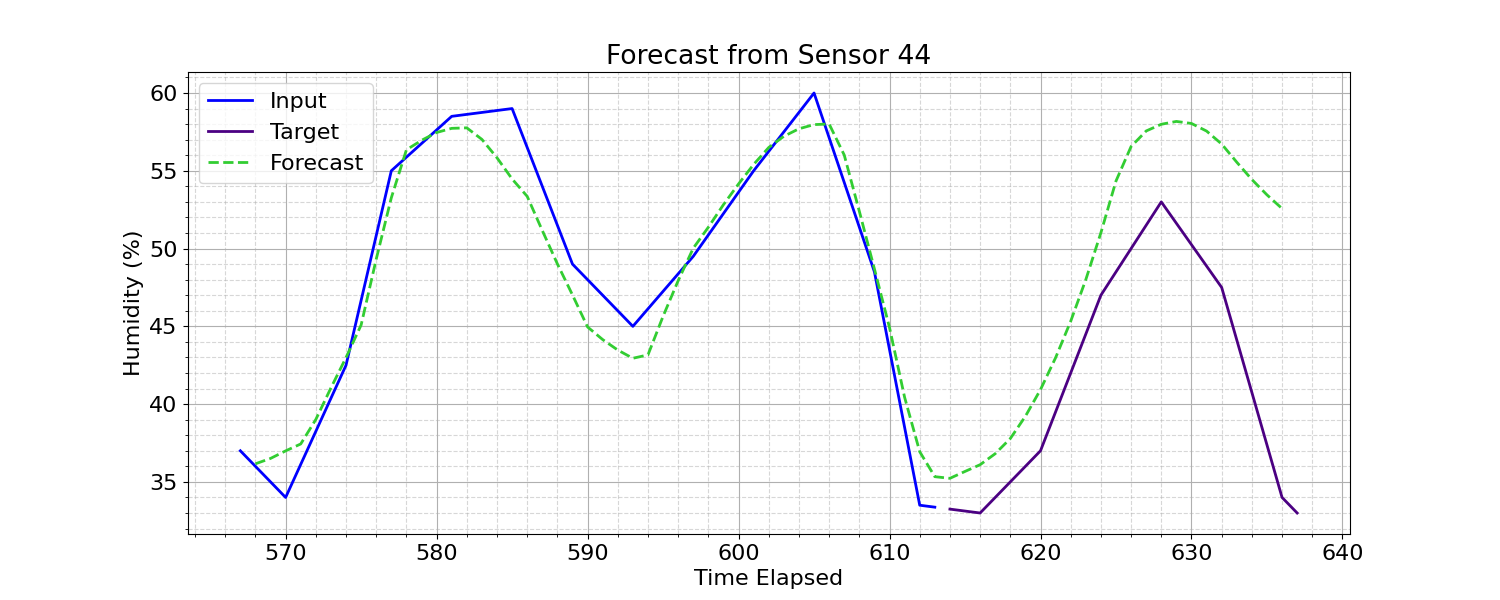 Forecast from Sensor 44
Input
Target
Forecast
Humidity (%)
60
55
50
45
40
35
570 580 590 600 610 620 630 640
Time Elapsed